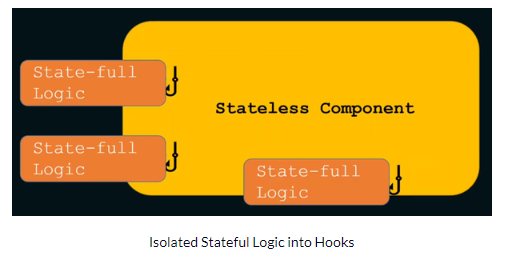 State-full
Logic
Stateless Component
State-full
Logic
State-full
Logic
Isolated Stateful Logic into Hooks